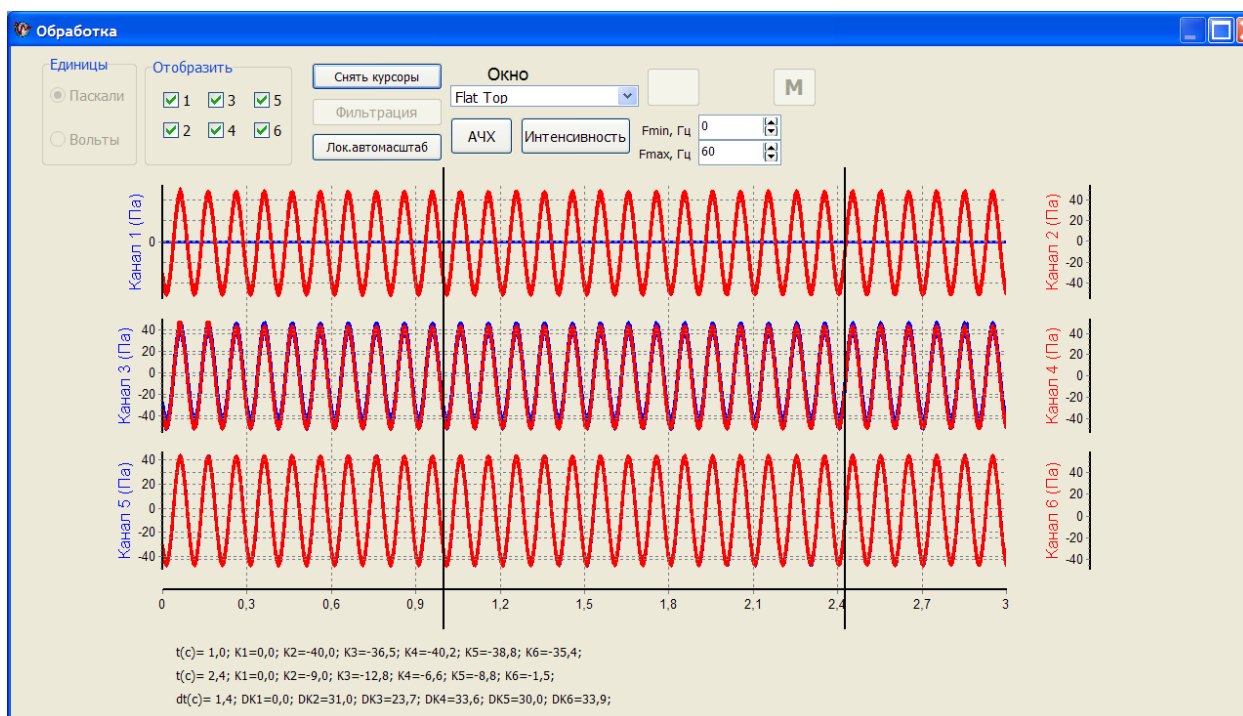 Обработка
Единицы
Паскали
Вольты
Отобразить
1 3 5
2 4 6
Снять курсоры
Фильтрация
Лок.автомасштаб
Окно
Flat Top
АЧХ
Интенсивность
M
Fmin, Гц 0
Fmax, Гц 60
Канал 1 (Па)
0
Канал 2 (Па)
40
20
0
-20
-40
Канал 3 (Па)
40
20
0
-20
-40
Канал 4 (Па)
40
20
0
-20
-40
Канал 5 (Па)
40
20
0
-20
-40
Канал 6 (Па)
40
20
0
-20
-40
0 0,3 0,6 0,9 1,2 1,5 1,8 2,1 2,4 2,7 3
t(c)= 1,0; K1=0,0; K2=-40,0; K3=-36,5; K4=-40,2; K5=-38,8; K6=-35,4;
t(c)= 2,4; K1=0,0; K2=-9,0; K3=-12,8; K4=-6,6; K5=-8,8; K6=-1,5;
dt(c)= 1,4; DK1=0,0; DK2=31,0; DK3=23,7; DK4=33,6; DK5=30,0; DK6=33,9;